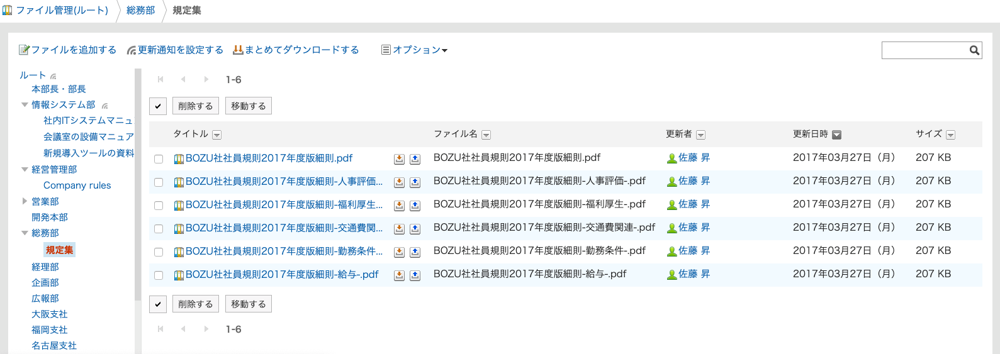 ファイル管理(ルート) 総務部 規定集
ファイルを追加する 更新通知を設定する まとめてダウンロードする オプション
ルート
本部長・部長
情報システム部
社内ITシステムマニュ
会議室の設備マニュア
新規導入ツールの資料
経営管理部
Company rules
営業部
開発本部
総務部
規定集
経理部
企画部
広報部
大阪支社
福岡支社
名古屋支社
1-6
削除する 移動する
タイトル ファイル名 更新者 更新日時 サイズ
BOZU社社員規則2017年度版細則.pdf BOZU社社員規則2017年度版細則.pdf 佐藤 昇 2017年03月27日（月） 207 KB
BOZU社社員規則2017年度版細則-人事評価... BOZU社社員規則2017年度版細則-人事評価-.pdf 佐藤 昇 2017年03月27日（月） 207 KB
BOZU社社員規則2017年度版細則-福利厚生... BOZU社社員規則2017年度版細則-福利厚生-.pdf 佐藤 昇 2017年03月27日（月） 207 KB
BOZU社社員規則2017年度版細則-交通費関... BOZU社社員規則2017年度版細則-交通費関連-.pdf 佐藤 昇 2017年03月27日（月） 207 KB
BOZU社社員規則2017年度版細則-勤務条件... BOZU社社員規則2017年度版細則-勤務条件-.pdf 佐藤 昇 2017年03月27日（月） 207 KB
BOZU社社員規則2017年度版細則-給与-.pdf BOZU社社員規則2017年度版細則-給与-.pdf 佐藤 昇 2017年03月27日（月） 207 KB
削除する 移動する
1-6